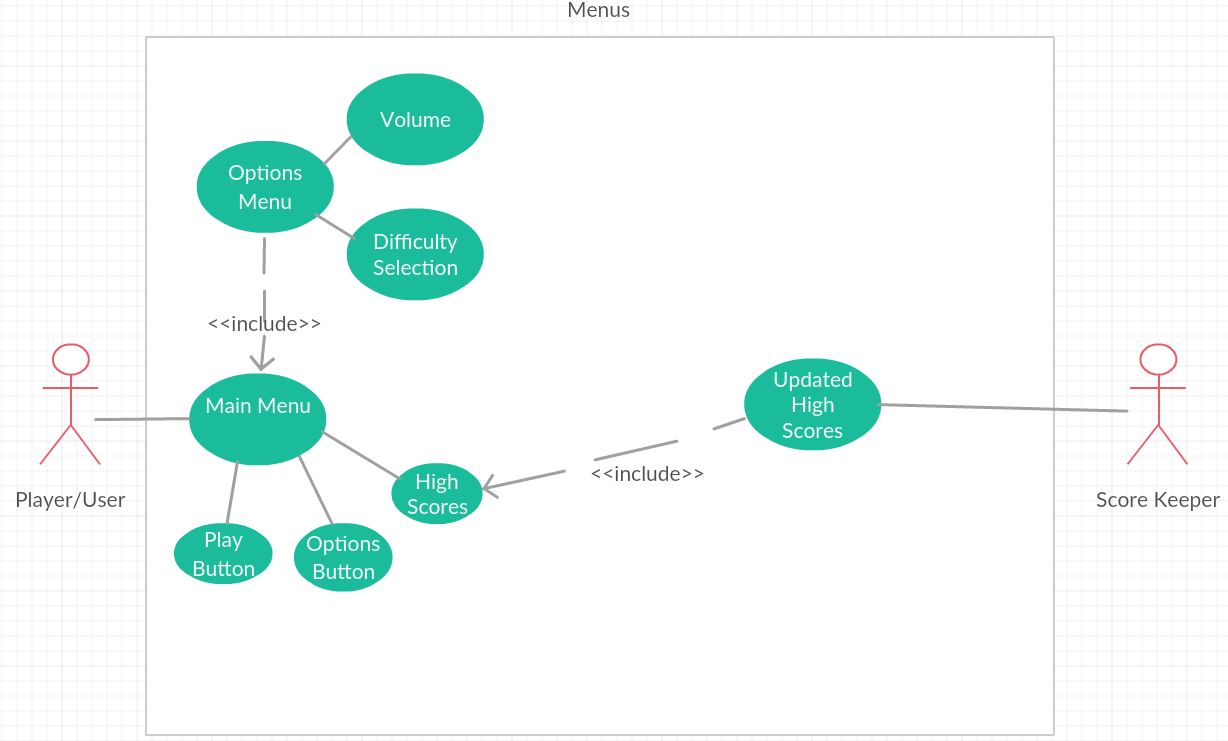 Menus
Volume
Options
Menu
Difficulty
Selection
<<include>>
Main Menu
Updated
High
Scores
Player/User
High
Scores
<<include>>
Score Keeper
Play
Button
Options
Button